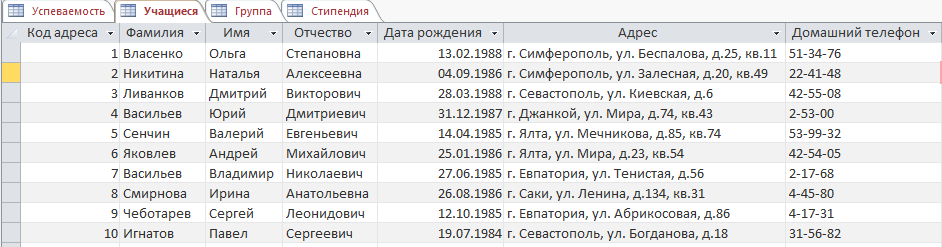 Успеваемость Учащиеся Группа Стипендия
Код адреса Фамилия Имя Отчество Дата рождения Адрес Домашний телефон
1 Власенко Ольга Степановна 13.02.1988 г. Симферополь, ул. Беспалова, д.25, кв.11 51-34-76
2 Никитина Наталья Алексеевна 04.09.1986 г. Симферополь, ул. Залесная, д.20, кв.49 22-41-48
3 Ливанков Дмитрий Викторович 28.03.1988 г. Севастополь, ул. Киевская, д.6 42-55-08
4 Васильев Юрий Дмитриевич 31.12.1987 г. Джанкой, ул. Мира, д.74, кв.43 2-53-00
5 Сенчин Валерий Евгеньевич 14.04.1985 г. Ялта, ул. Мечникова, д.85, кв.74 53-99-32
6 Яковлев Андрей Михайлович 25.01.1986 г. Ялта, ул. Мира, д.23, кв.54 42-54-05
7 Васильев Владимир Николаевич 27.06.1985 г. Евпатория, ул. Тенистая, д.56 2-17-68
8 Смирнова Ирина Анатольевна 26.08.1986 г. Саки, ул. Ленина, д.134, кв.31 4-45-80
9 Чеботарев Сергей Леонидович 12.10.1985 г. Евпатория, ул. Абрикосовая, д.86 4-17-31
10 Игнатов Павел Сергеевич 19.07.1984 г. Севастополь, ул. Богданова, д.18 31-56-82